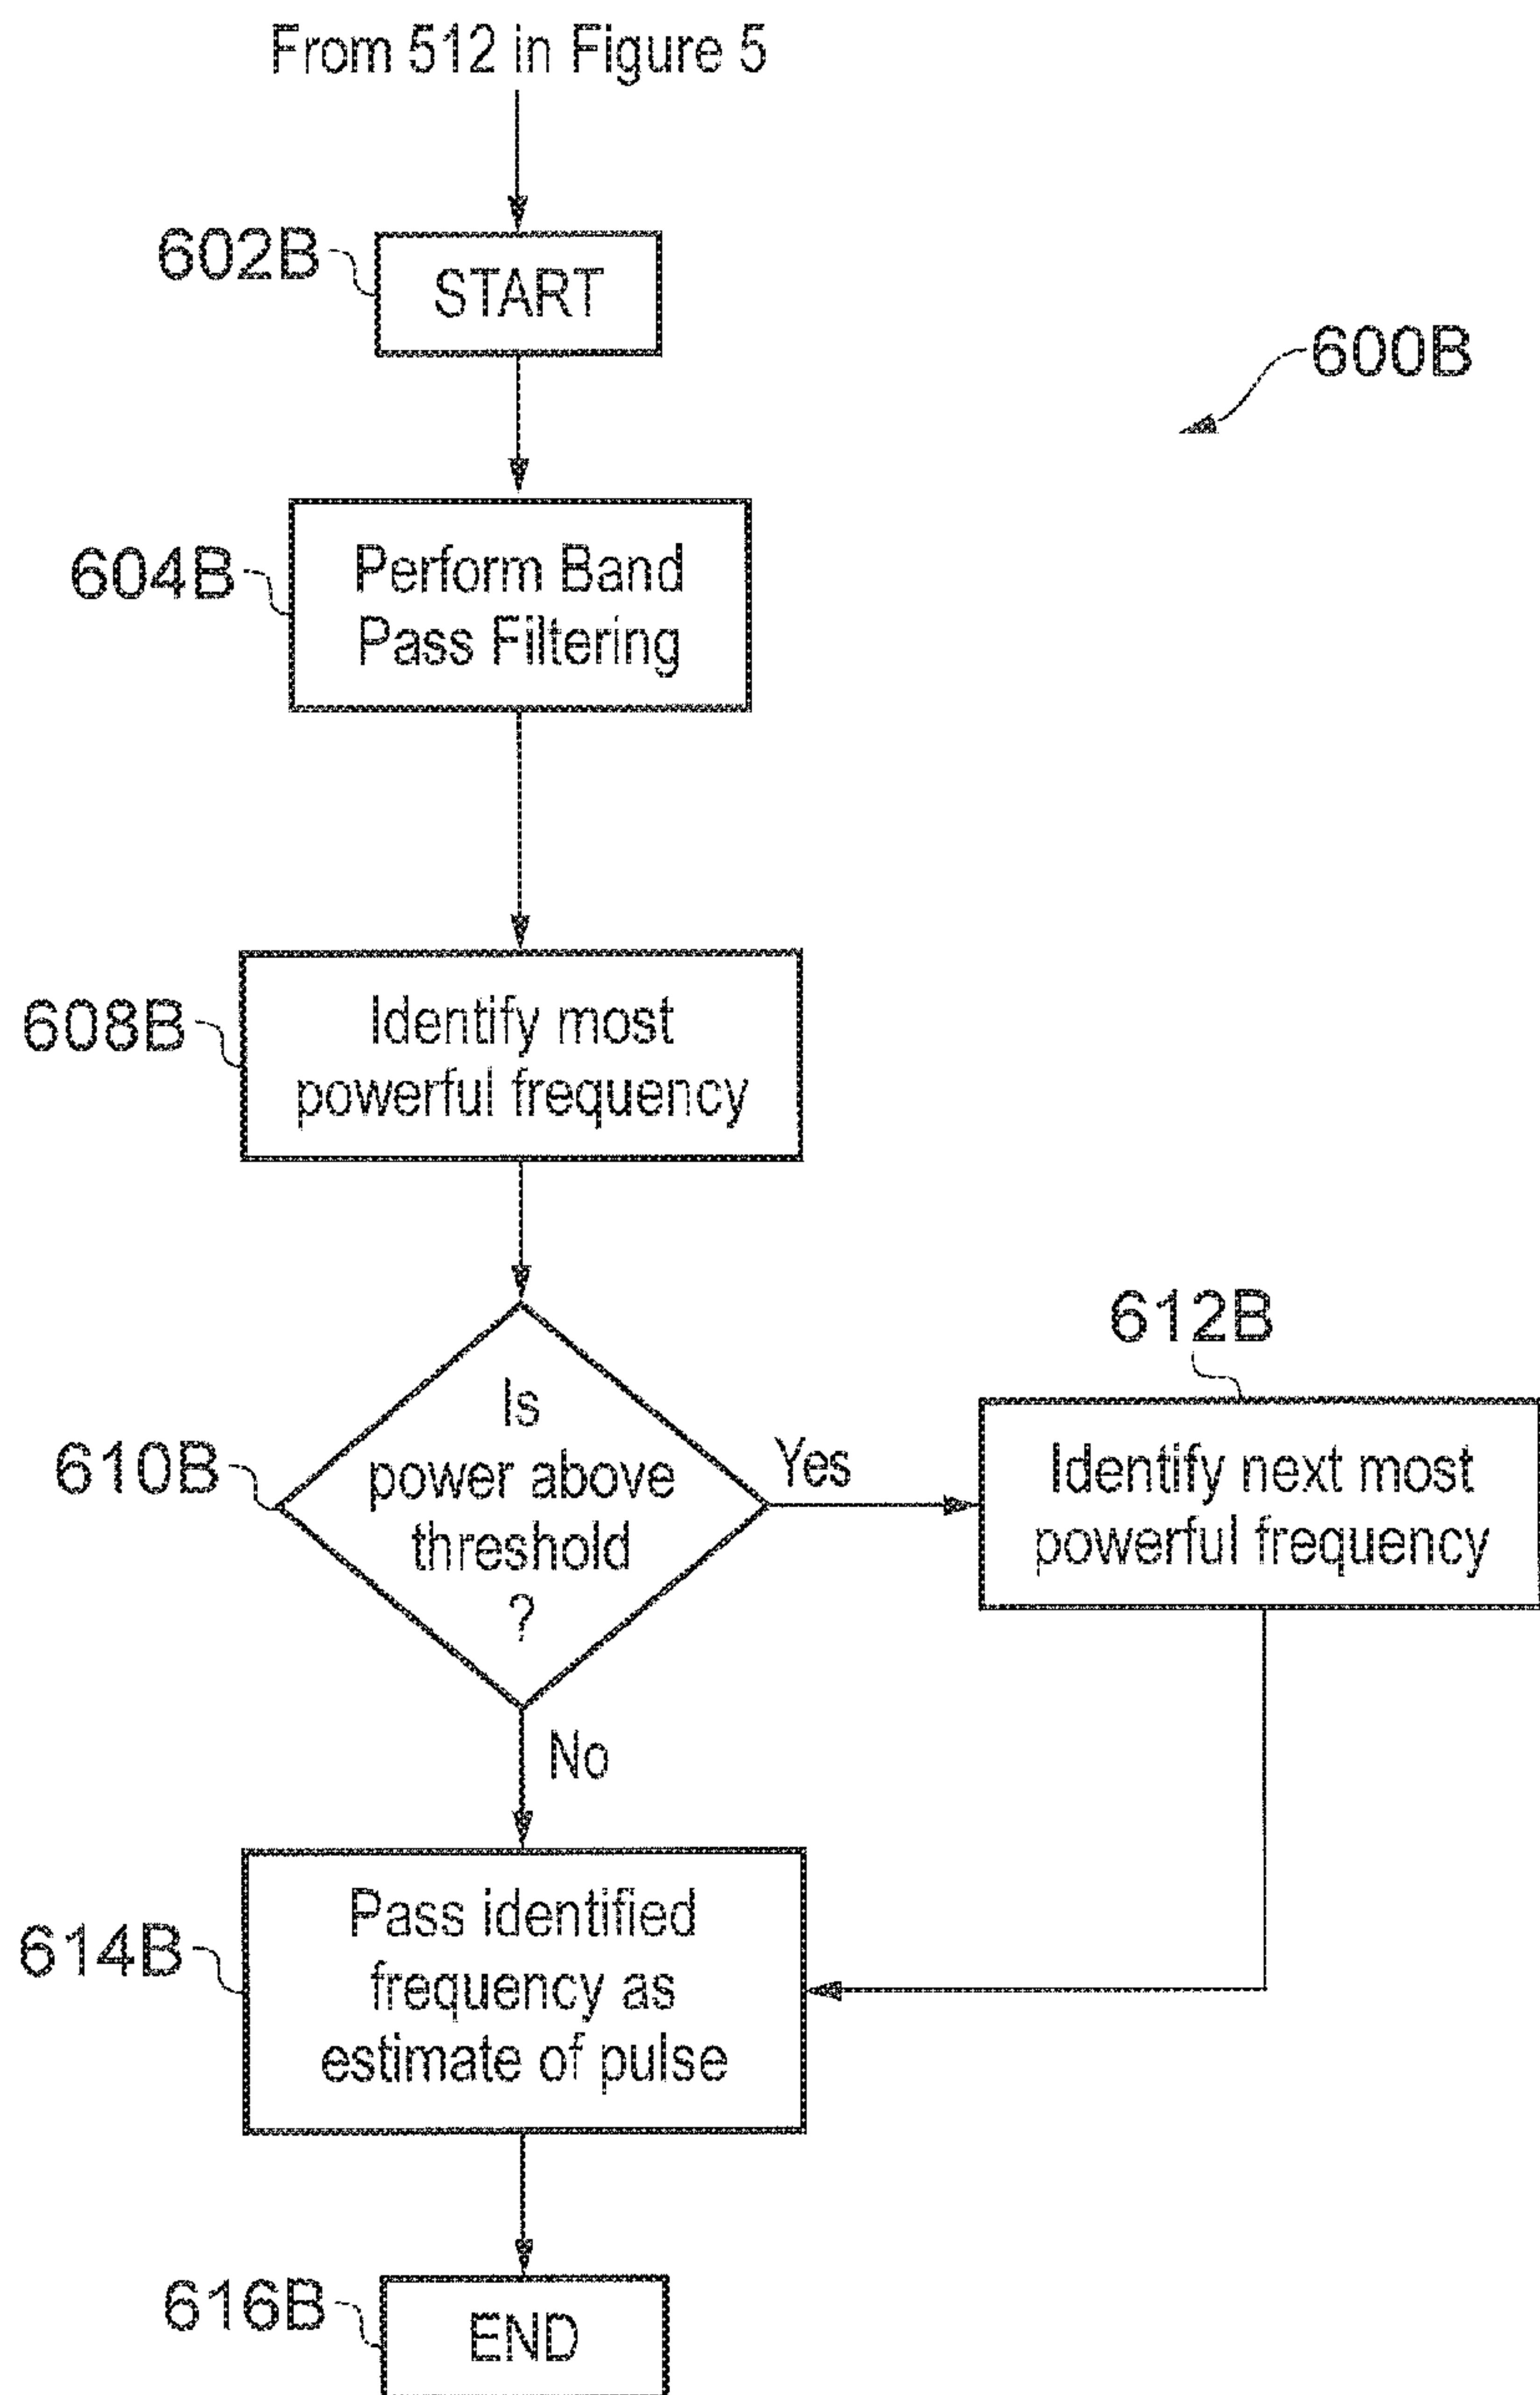 From 512 in Figure 5
602B
START
600B
604B
Perform Band
Pass Filtering
608B
Identify most
powerful frequency
610B
Is
power above
threshold
?
Yes
612B
Identify next most
powerful frequency
No
614B
Pass identified
frequency as
estimate of pulse
616B
END